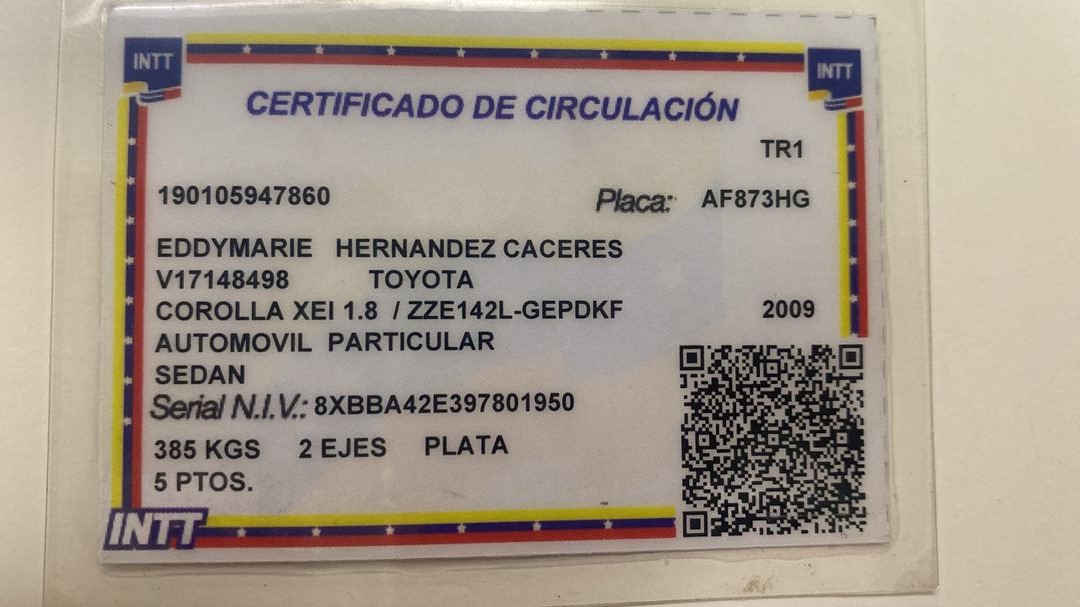 INTT
INTT
CERTIFICADO DE CIRCULACIÓN
TR1
190105947860 Placa: AF873HG
EDDYMARIE HERNANDEZ CACERES
V17148498 TOYOTA
COROLLA XEI 1.8 / ZZE142L-GEPDKF 2009
AUTOMOVIL PARTICULAR
SEDAN
Serial N.I.V.: 8XBBA42E397801950
385 KGS 2 EJES PLATA
5 PTOS.
INTT